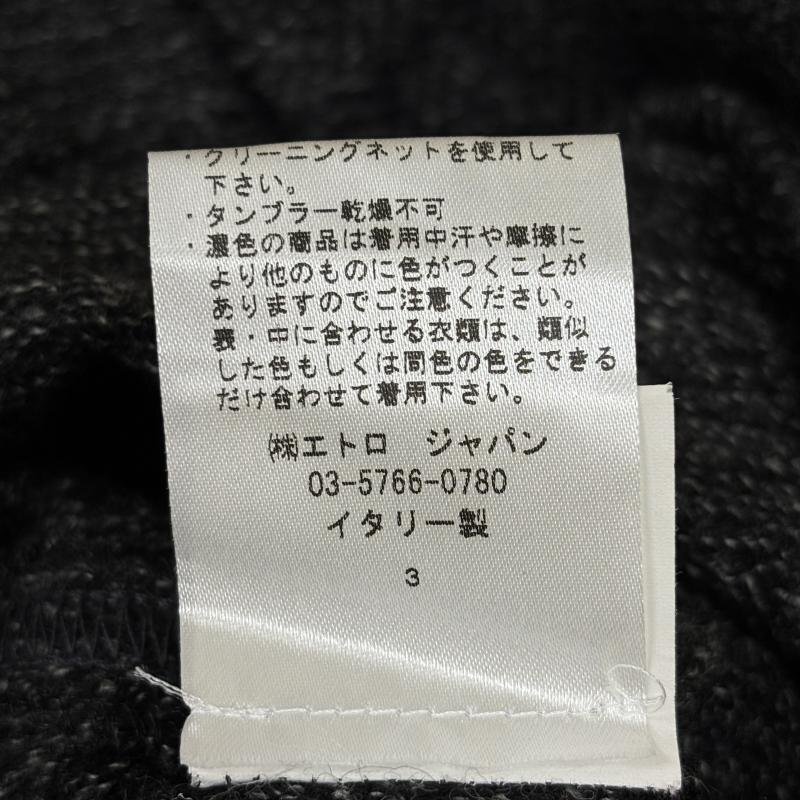 ・クリーニングネットを使用して
下さい。
・タンブラー乾燥不可
・濃色の商品は着用中汗や摩擦に
より他のものに色がつくことが
ありますのでご注意ください。
表・中に合わせる衣類は、類似
した色もしくは同色の色をできる
だけ合わせて着用下さい。
㈱エトロ　ジャパン
03-5766-0780
イタリー製
3